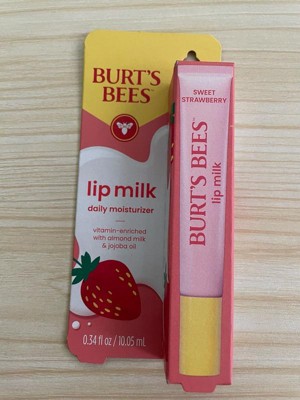 BURT'S
BEES
lip milk
daily moisturizer
vitamin-enriched
with almond milk
& jojoba oil
0.34 fl oz / 10.05 mL
SWEET
STRAWBERRY
BURT'S BEES
lip milk